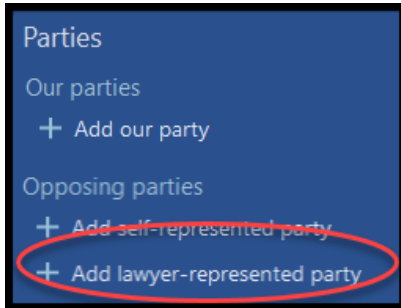 Parties
Our parties
+ Add our party
Opposing parties
+ Add self-represented party
+ Add lawyer-represented party